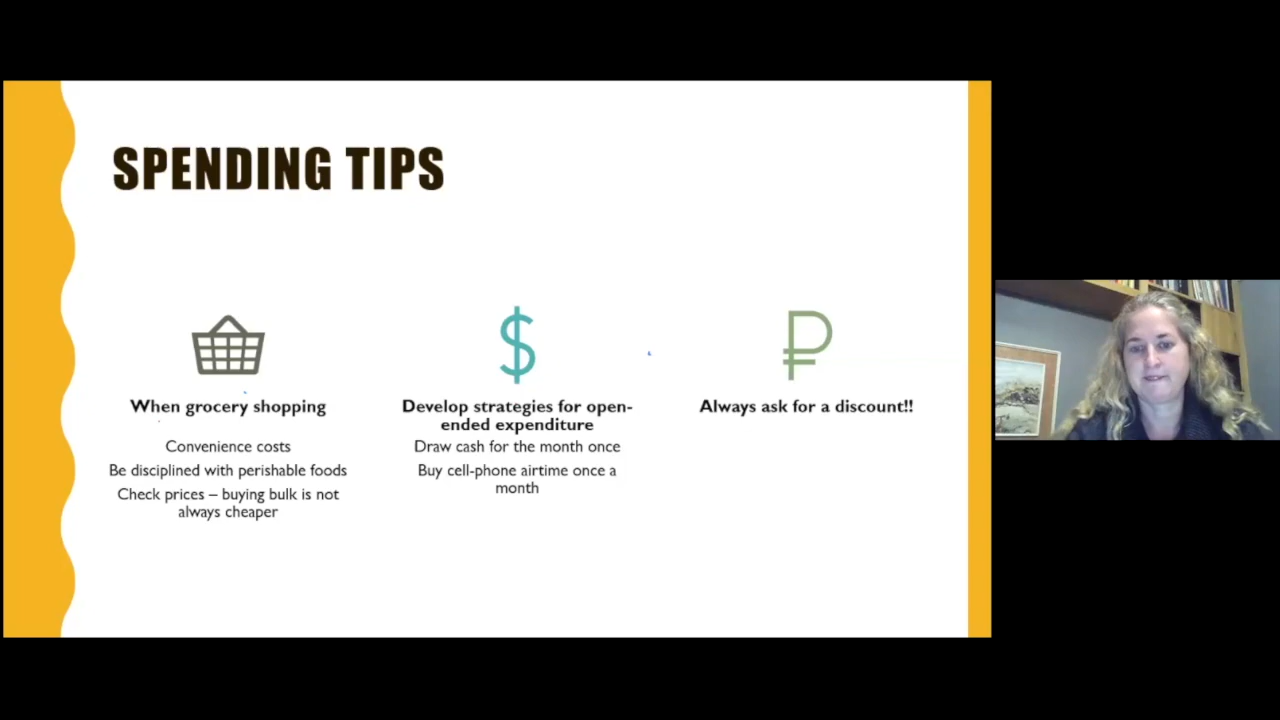 SPENDING TIPS
When grocery shopping
Convenience costs
Be disciplined with perishable foods
Check prices – buying bulk is not
always cheaper
Develop strategies for open-
ended expenditure
Draw cash for the month once
Buy cell-phone airtime once a
month
Always ask for a discount!!